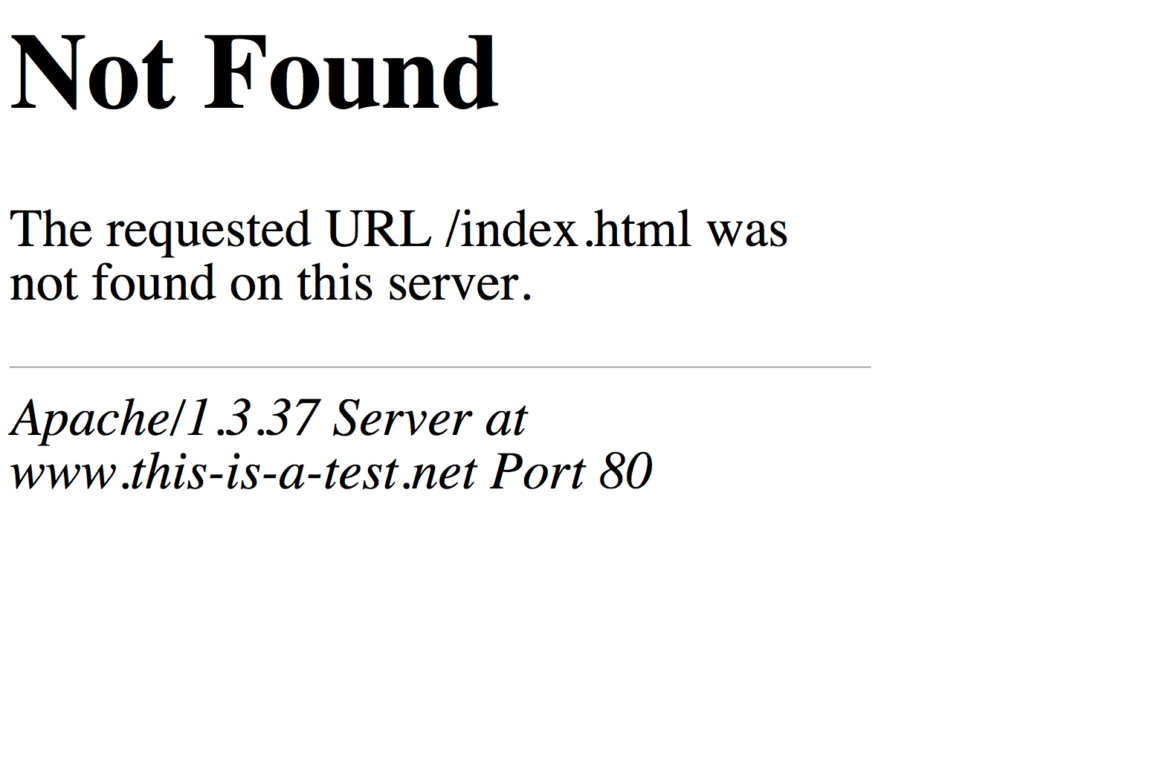 Not Found
The requested URL /index.html was
not found on this server.
Apache/1.3.37 Server at
www.this-is-a-test.net Port 80